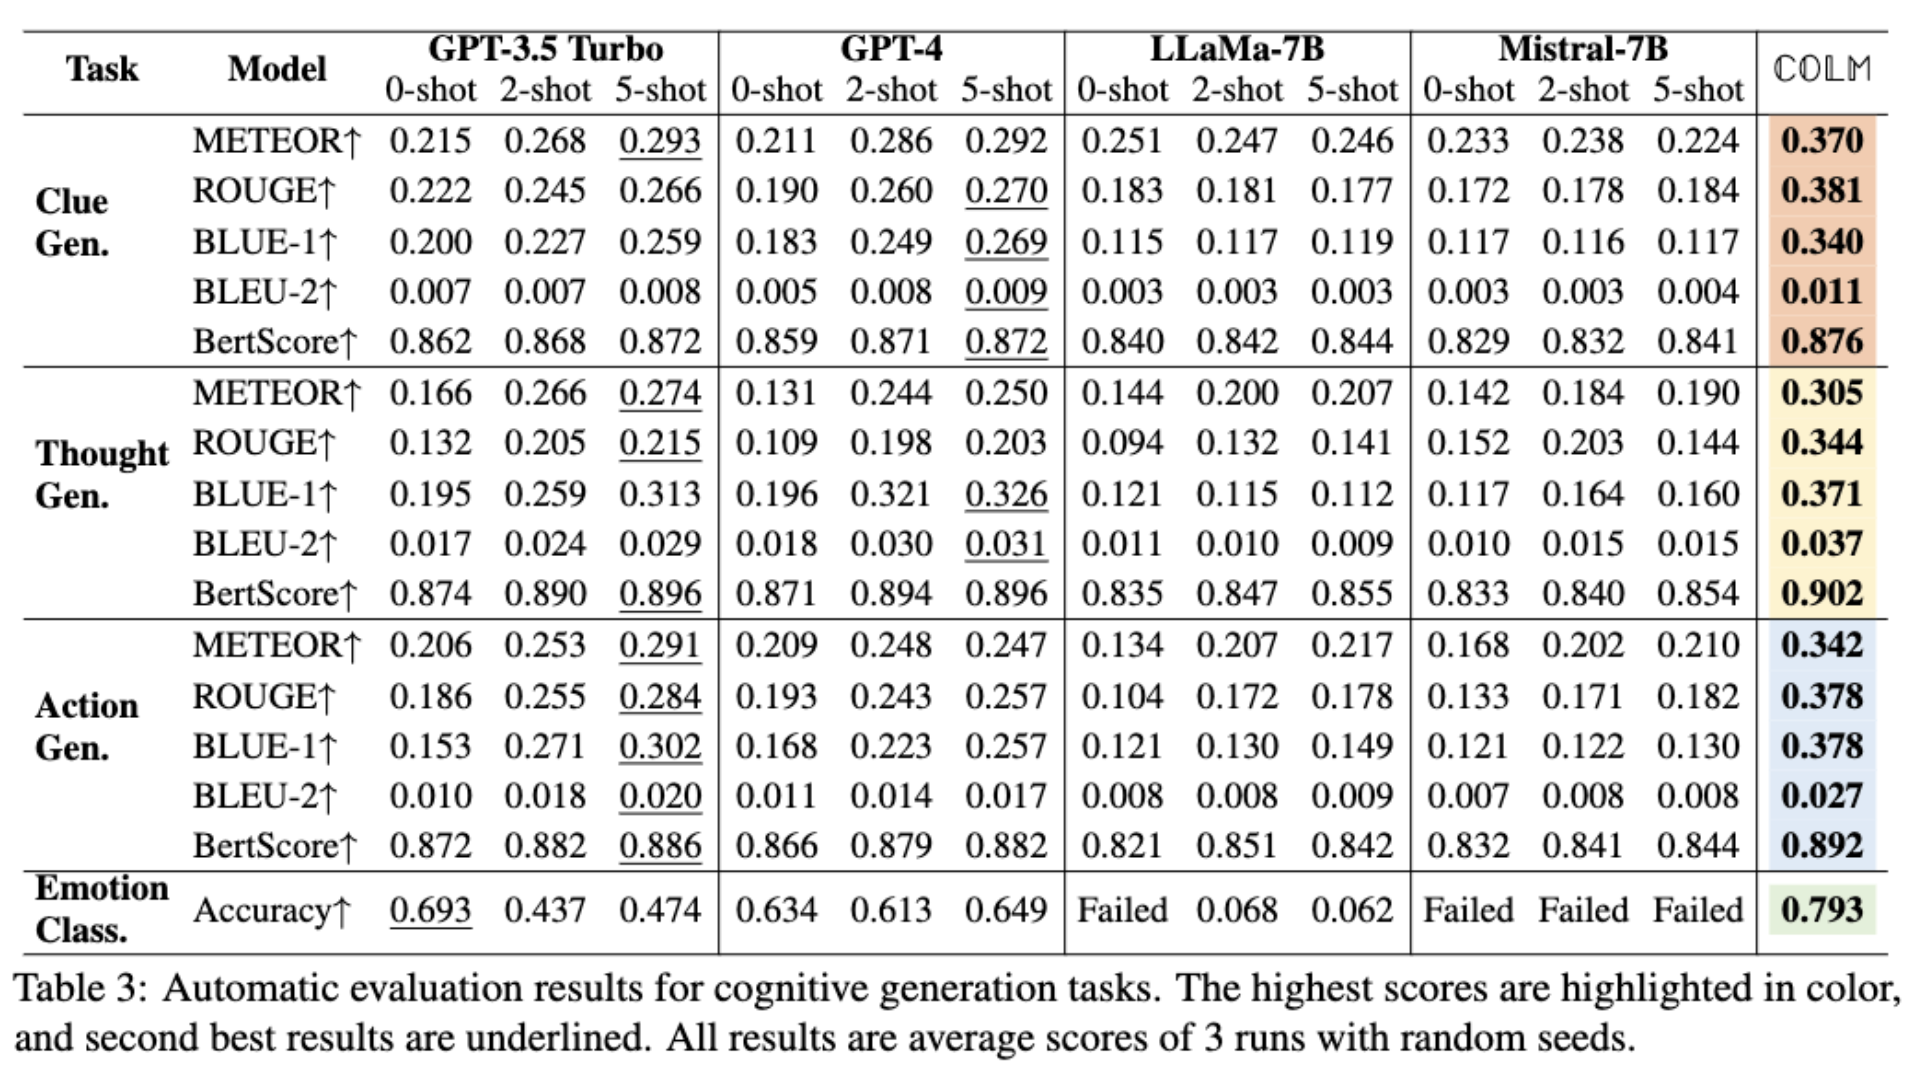 Task Model GPT-3.5 Turbo GPT-4 LLaMa-7B Mistral-7B COLM
0-shot 2-shot 5-shot 0-shot 2-shot 5-shot 0-shot 2-shot 5-shot 0-shot 2-shot 5-shot
Clue Gen. METEOR↑ 0.215 0.268 0.293 0.211 0.286 0.292 0.251 0.247 0.246 0.233 0.238 0.224 0.370
ROUGE↑ 0.222 0.245 0.266 0.190 0.260 0.270 0.183 0.181 0.177 0.172 0.178 0.184 0.381
BLUE-1↑ 0.200 0.227 0.259 0.183 0.249 0.269 0.115 0.117 0.119 0.117 0.116 0.117 0.340
BLEU-2↑ 0.007 0.007 0.008 0.005 0.008 0.009 0.003 0.003 0.003 0.003 0.003 0.004 0.011
BertScore↑ 0.862 0.868 0.872 0.859 0.871 0.872 0.840 0.842 0.844 0.829 0.832 0.841 0.876
Thought Gen. METEOR↑ 0.166 0.266 0.274 0.131 0.244 0.250 0.144 0.200 0.207 0.142 0.184 0.190 0.305
ROUGE↑ 0.132 0.205 0.215 0.109 0.198 0.203 0.094 0.132 0.141 0.152 0.203 0.144 0.344
BLUE-1↑ 0.195 0.259 0.313 0.196 0.321 0.326 0.121 0.115 0.112 0.117 0.164 0.160 0.371
BLEU-2↑ 0.017 0.024 0.029 0.018 0.030 0.031 0.011 0.010 0.009 0.010 0.015 0.015 0.037
BertScore↑ 0.874 0.890 0.896 0.871 0.894 0.896 0.835 0.847 0.855 0.833 0.840 0.854 0.902
Action Gen. METEOR↑ 0.206 0.253 0.291 0.209 0.248 0.247 0.134 0.207 0.217 0.168 0.202 0.210 0.342
ROUGE↑ 0.186 0.255 0.284 0.193 0.243 0.257 0.104 0.172 0.178 0.133 0.171 0.182 0.378
BLUE-1↑ 0.153 0.271 0.302 0.168 0.223 0.257 0.121 0.130 0.149 0.121 0.122 0.130 0.378
BLEU-2↑ 0.010 0.018 0.020 0.011 0.014 0.017 0.008 0.008 0.009 0.007 0.008 0.008 0.027
BertScore↑ 0.872 0.882 0.886 0.866 0.879 0.882 0.821 0.851 0.842 0.832 0.841 0.844 0.892
Emotion Class. Accuracy↑ 0.693 0.437 0.474 0.634 0.613 0.649 Failed 0.068 0.062 Failed Failed Failed 0.793
Table 3: Automatic evaluation results for cognitive generation tasks. The highest scores are highlighted in color,
and second best results are underlined. All results are average scores of 3 runs with random seeds.